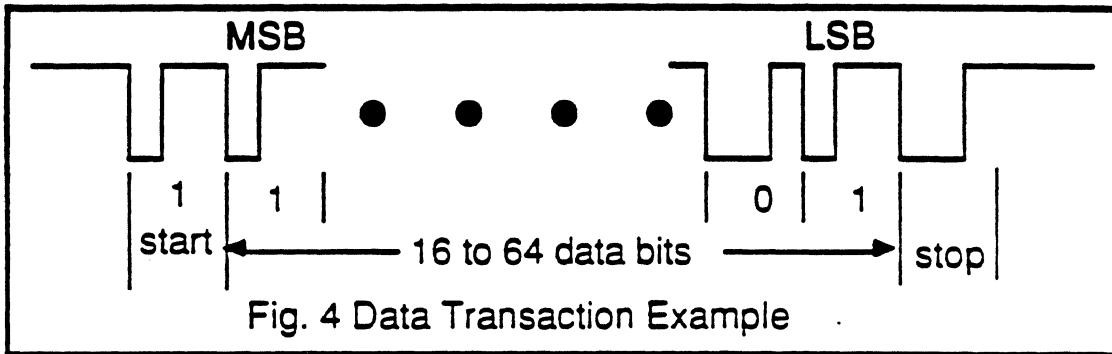 MSB LSB
1 1 0 1
start 16 to 64 data bits stop
Fig. 4 Data Transaction Example